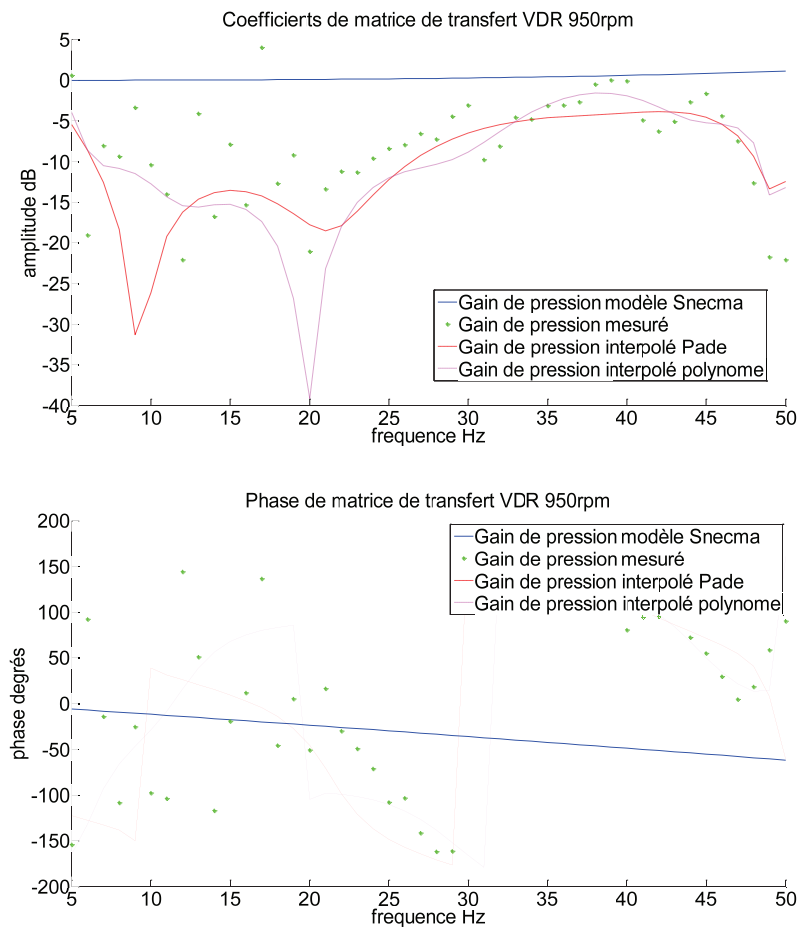 Coefficierts de matrice de transfert VDR 950rpm
5
0
-5
-10
-15
-20
-25
-30
-35
-40
amplitude dB
Gain de pression modèle Snecma
Gain de pression mesuré
Gain de pression interpolé Pade
Gain de pression interpolé polynome
5 10 15 20 25 30 35 40 45 50
frequence Hz
Phase de matrice de transfert VDR 950rpm
200
150
100
50
0
-50
-100
-150
-200
phase degrés
Gain de pression modèle Snecma
Gain de pression mesuré
Gain de pression interpolé Pade
Gain de pression interpolé polynome
5 10 15 20 25 30 35 40 45 50
frequence Hz